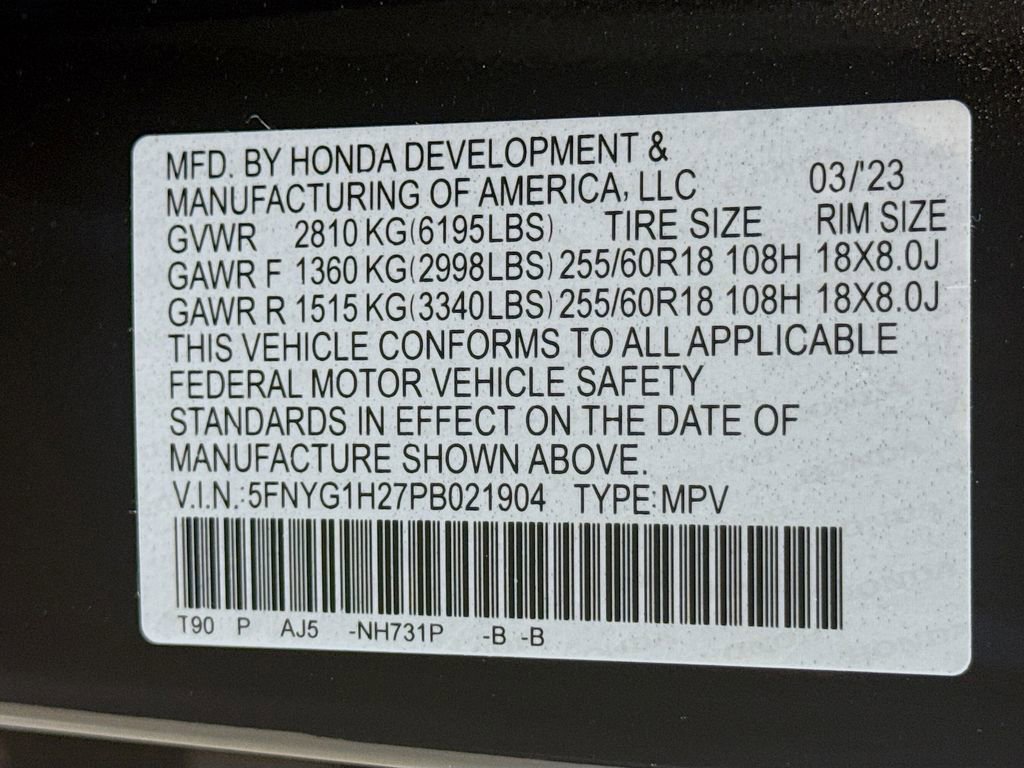 MFD. BY HONDA DEVELOPMENT &
MANUFACTURING OF AMERICA, LLC 03/'23
GVWR 2810 KG(6195LBS) TIRE SIZE RIM SIZE
GAWR F 1360 KG(2998LBS) 255/60R18 108H 18X8.0J
GAWR R 1515 KG(3340LBS) 255/60R18 108H 18X8.0J
THIS VEHICLE CONFORMS TO ALL APPLICABLE
FEDERAL MOTOR VEHICLE SAFETY
STANDARDS IN EFFECT ON THE DATE OF
MANUFACTURE SHOWN ABOVE.
V.I.N.:5FNYG1H27PB021904 TYPE:MPV
T90 P AJ5 -NH731P -B -B